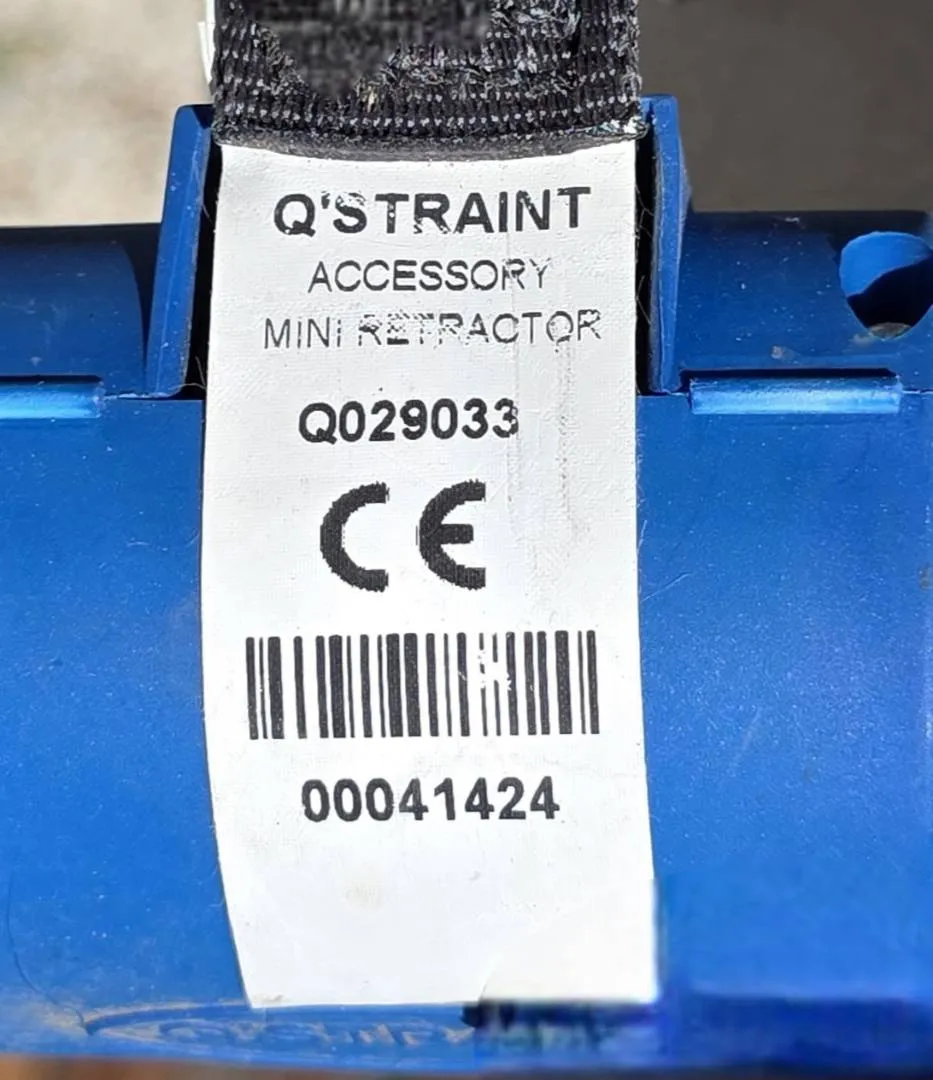 Q'STRAINT
ACCESSORY
MINI RETRACTOR
Q029033
CE
00041424